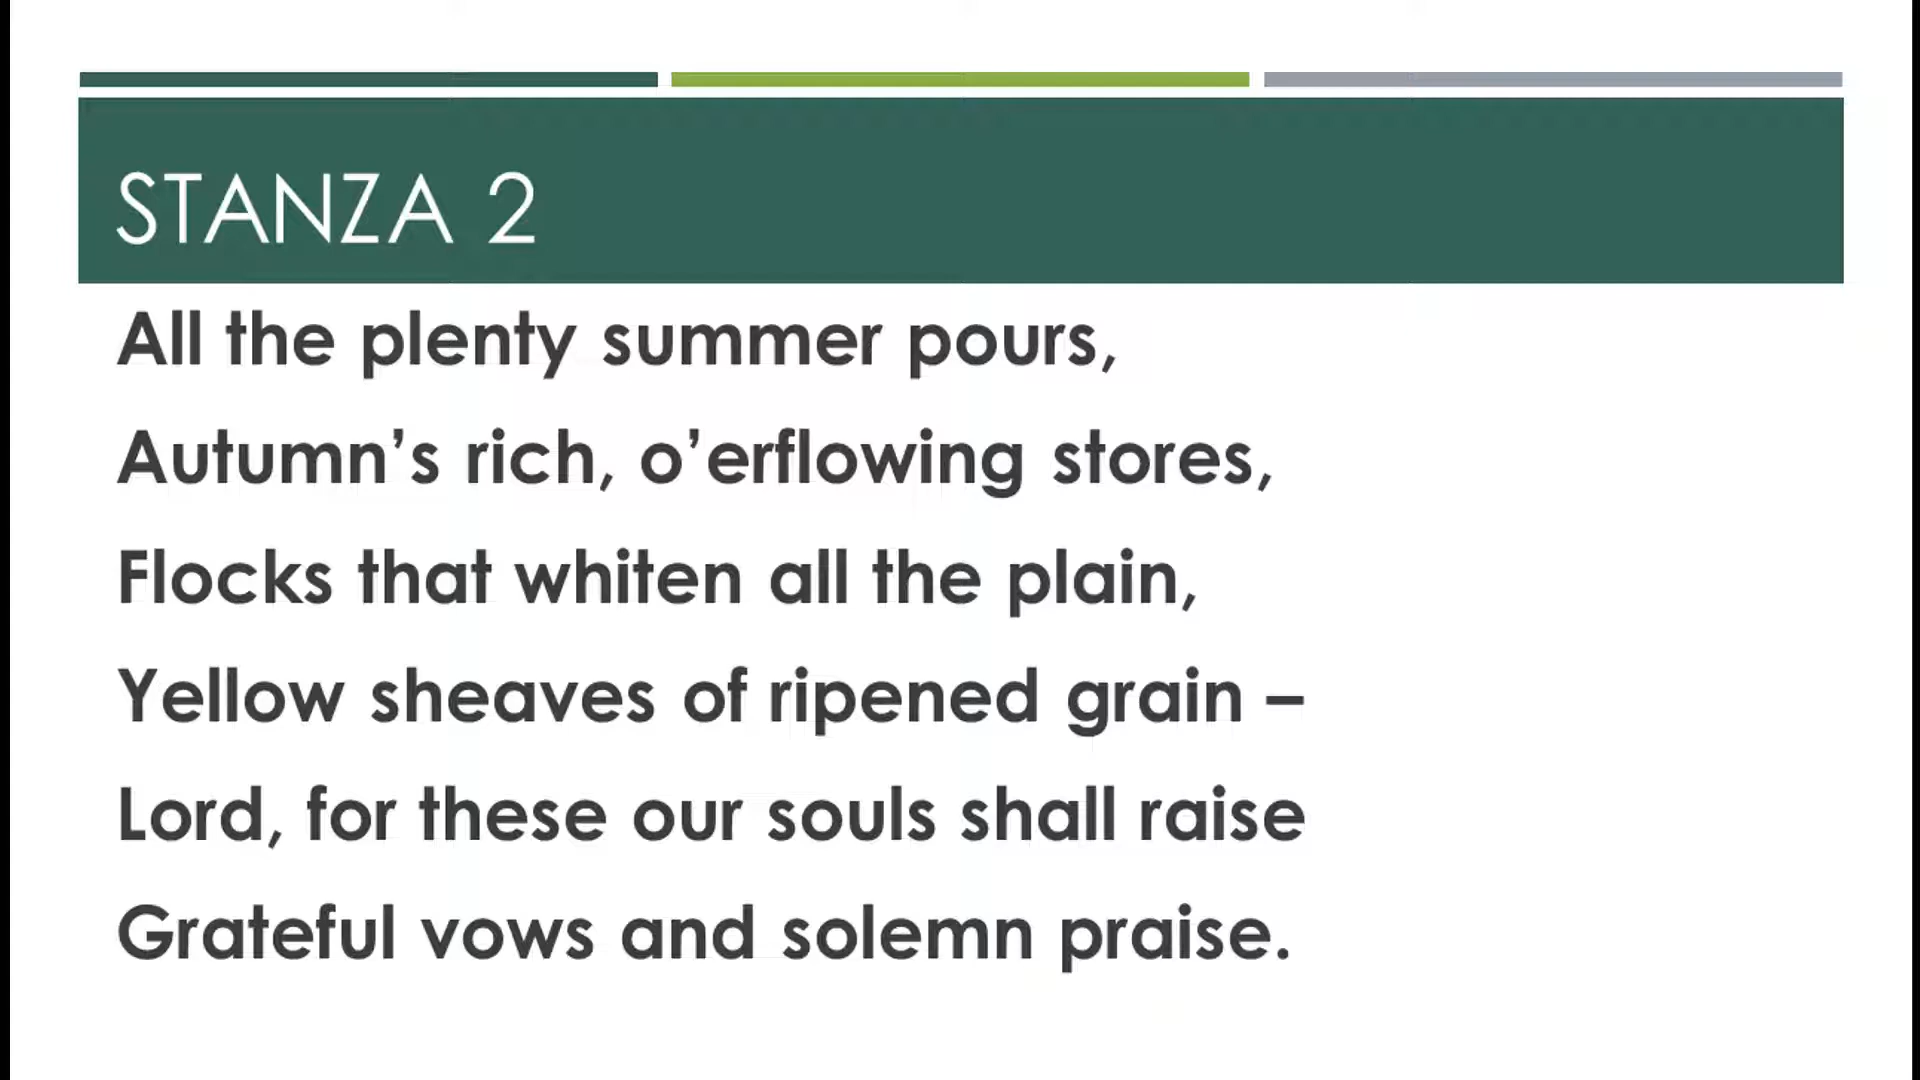 STANZA 2
All the plenty summer pours,
Autumn’s rich, o’erflowing stores,
Flocks that whiten all the plain,
Yellow sheaves of ripened grain –
Lord, for these our souls shall raise
Grateful vows and solemn praise.